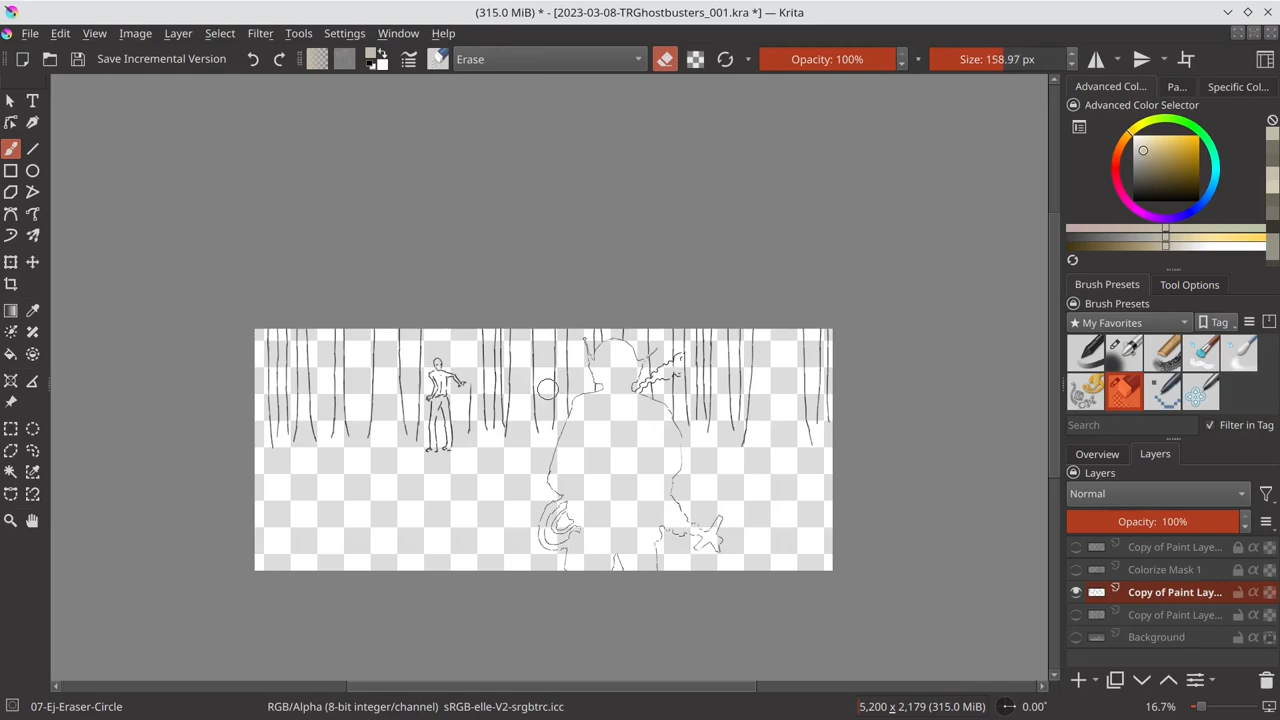 (315.0 MiB) * - [2023-03-08-TRGhostbusters_001.kra *] — Krita
File Edit View Image Layer Select Filter Tools Settings Window Help
Save Incremental Version Erase Opacity: 100% Size: 158.97 px
Advanced Col... Pa... Specific Col...
Advanced Color Selector
Brush Presets Tool Options
Brush Presets
★ My Favorites Tag
Search Filter in Tag
Overview Layers
Layers
Normal
Opacity: 100%
Copy of Paint Laye...
Colorize Mask 1
Copy of Paint Lay...
Copy of Paint Laye...
Background
07-Ej-Eraser-Circle RGB/Alpha (8-bit integer/channel) sRGB-elle-V2-srgbtrc.icc 5,200 x 2,179 (315.0 MiB) 0.00° 16.7%